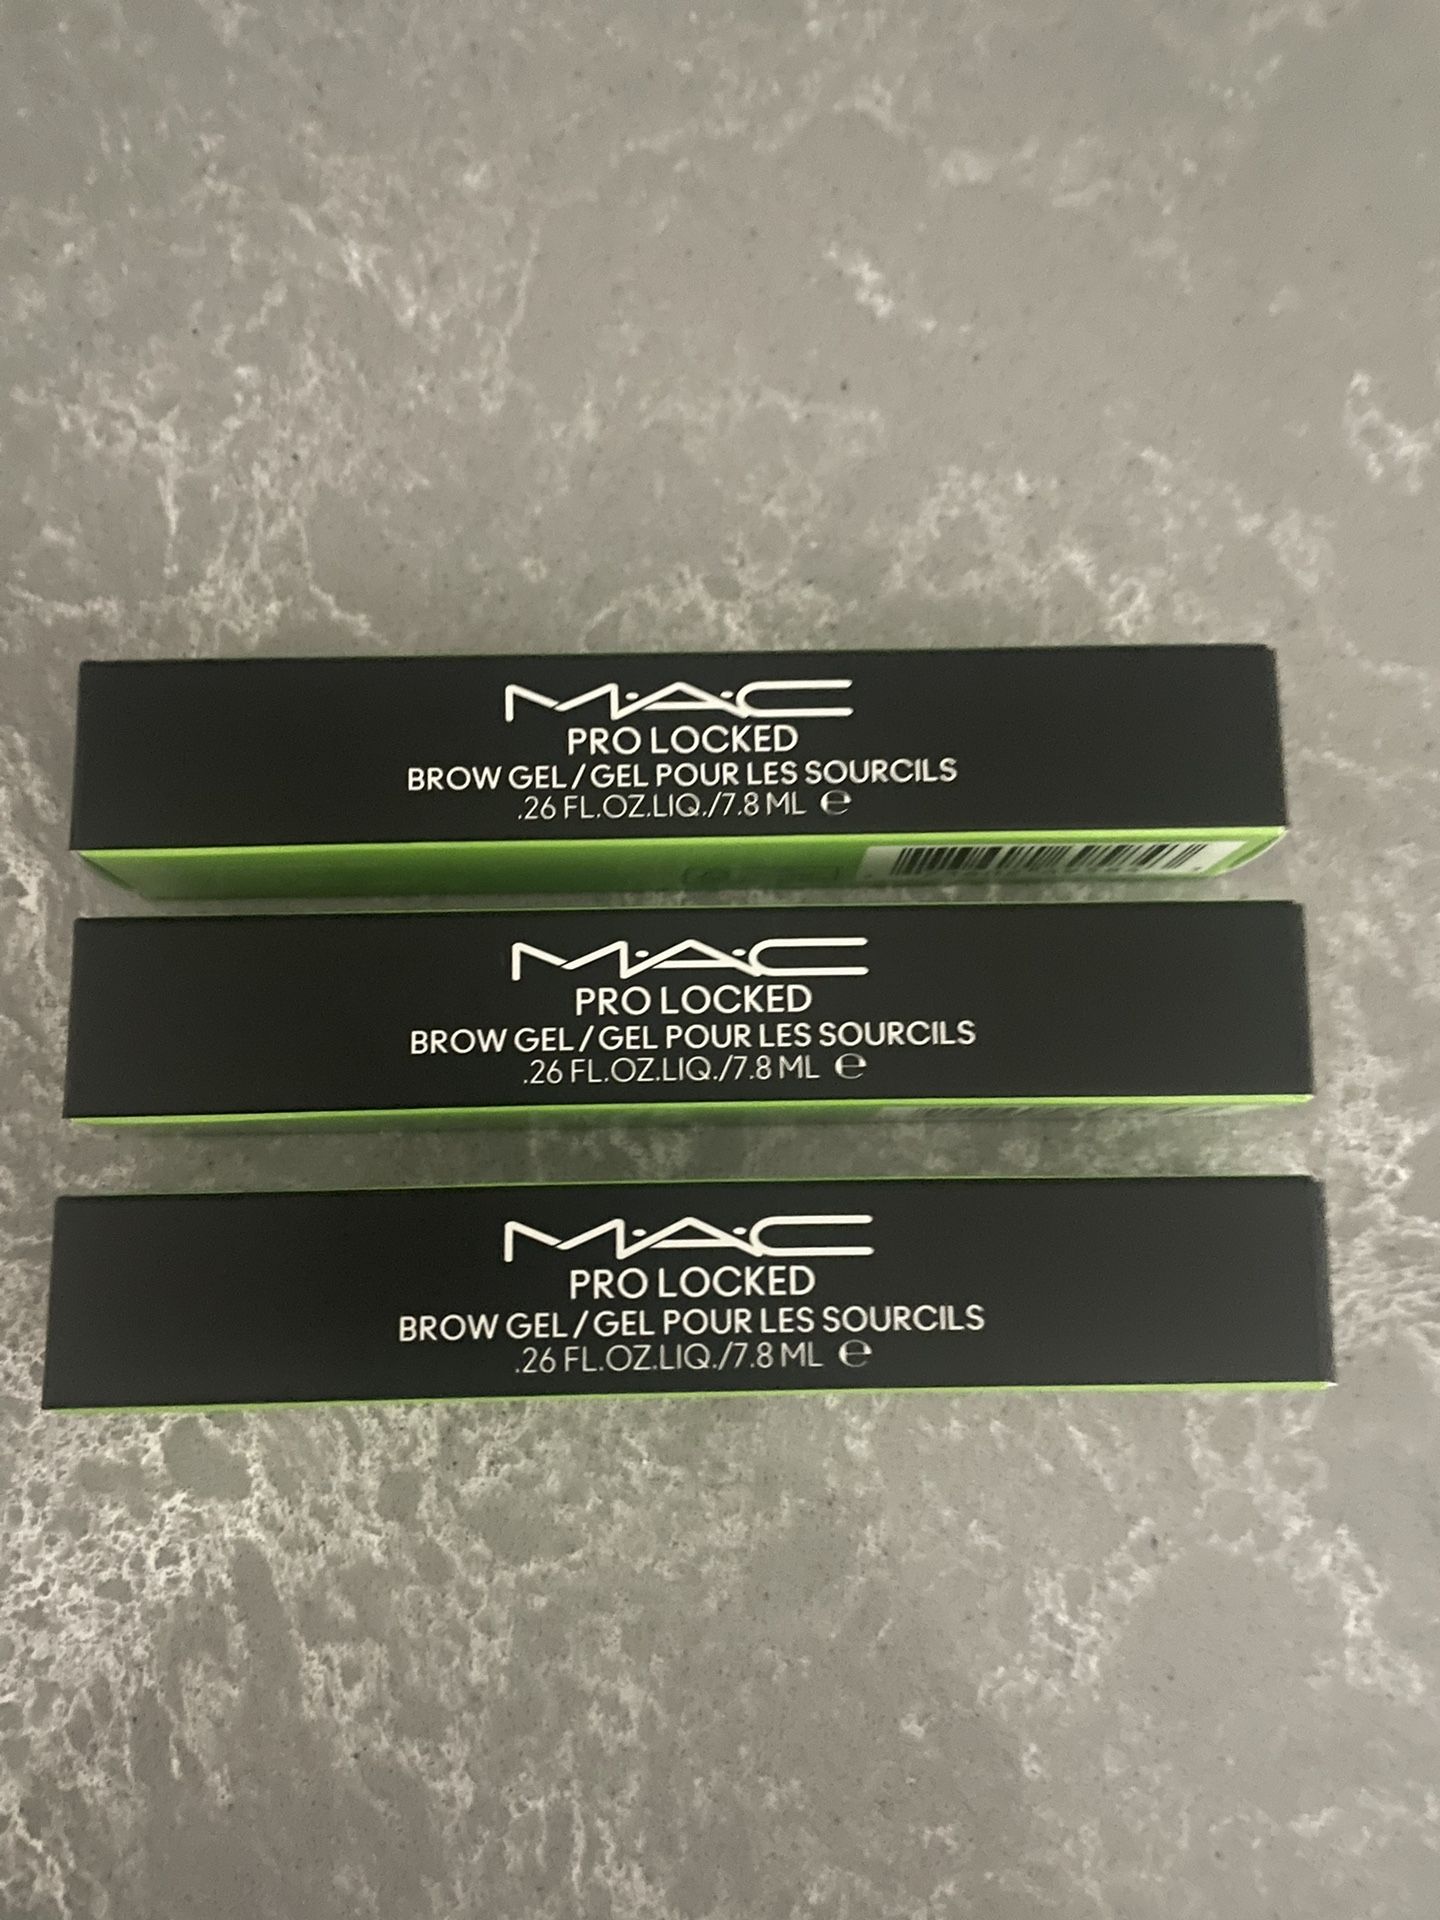 M·A·C
PRO LOCKED
BROW GEL / GEL POUR LES SOURCILS
.26 FL.OZ.LIQ./7.8 ML ℮
M·A·C
PRO LOCKED
BROW GEL / GEL POUR LES SOURCILS
.26 FL.OZ.LIQ./7.8 ML ℮
M·A·C
PRO LOCKED
BROW GEL / GEL POUR LES SOURCILS
.26 FL.OZ.LIQ./7.8 ML ℮